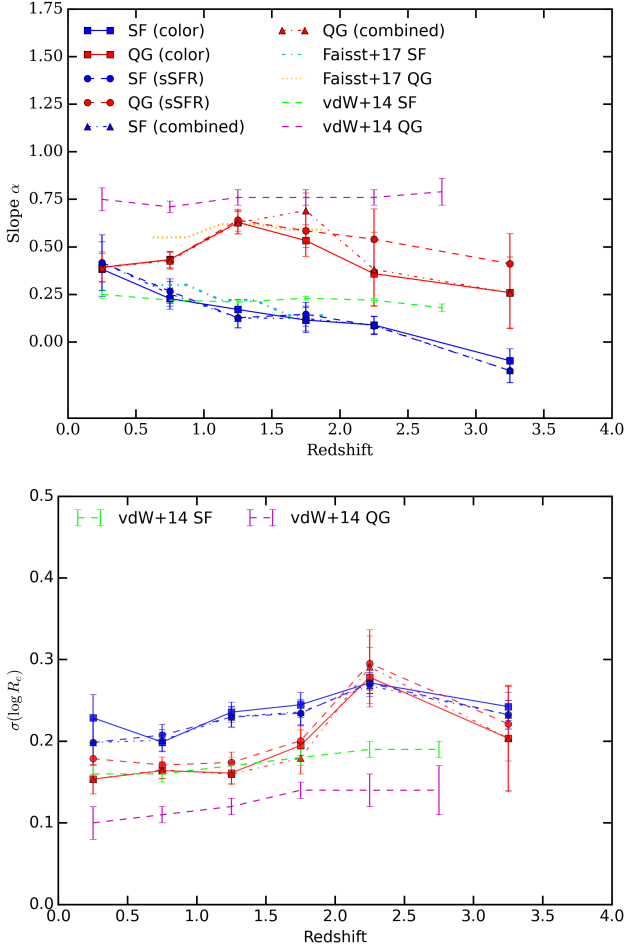 1.75
1.50
1.25
1.00
0.75
0.50
0.25
0.00
Slope α
SF (color)
QG (color)
SF (sSFR)
QG (sSFR)
SF (combined)
QG (combined)
Faisst+17 SF
Faisst+17 QG
vdW+14 SF
vdW+14 QG
0.0 0.5 1.0 1.5 2.0 2.5 3.0 3.5 4.0
Redshift
0.5
0.4
0.3
0.2
0.1
0.0
σ(log Rₑ)
vdW+14 SF vdW+14 QG
0.0 0.5 1.0 1.5 2.0 2.5 3.0 3.5 4.0
Redshift